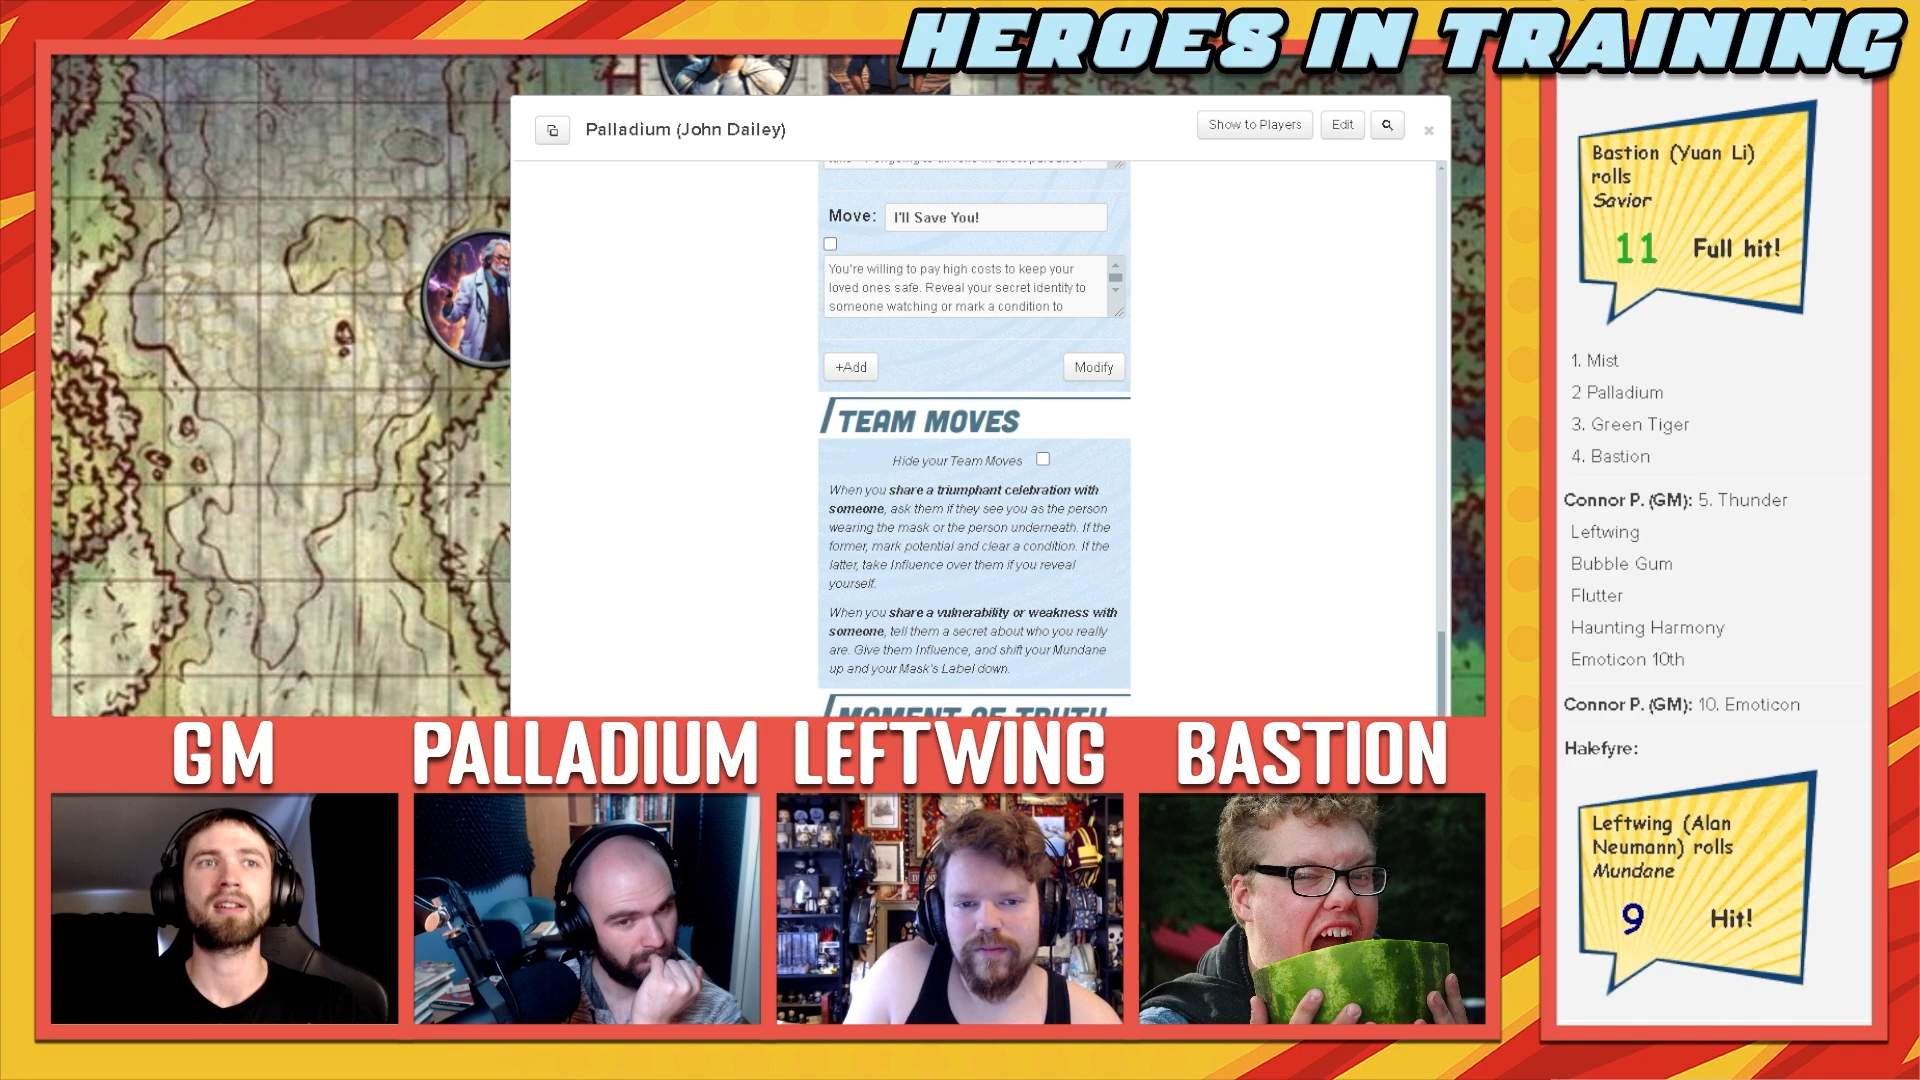 HEROES IN TRAINING
Palladium (John Dailey)
Show to Players
Edit
Move:
I'll Save You!
You're willing to pay high costs to keep your
loved ones safe. Reveal your secret identity to
someone watching or mark a condition to
+Add
Modify
TEAM MOVES
Hide your Team Moves
When you share a triumphant celebration with
someone, ask them if they see you as the person
wearing the mask or the person underneath. If the
former, mark potential and clear a condition. If the
latter, take Influence over them if you reveal
yourself.
When you share a vulnerability or weakness with
someone, tell them a secret about who you really
are. Give them Influence, and shift your Mundane
up and your Mask's Label down.
MOMENT OF TRUTH
GM
PALLADIUM
LEFTWING
BASTION
Bastion (Yuan Li)
rolls
Savior
11 Full hit!
1. Mist
2 Palladium
3. Green Tiger
4. Bastion
Connor P. (GM): 5. Thunder
Leftwing
Bubble Gum
Flutter
Haunting Harmony
Emoticon 10th
Connor P. (GM): 10. Emoticon
Halefyre:
Leftwing (Alan
Neumann) rolls
Mundane
9 Hit!